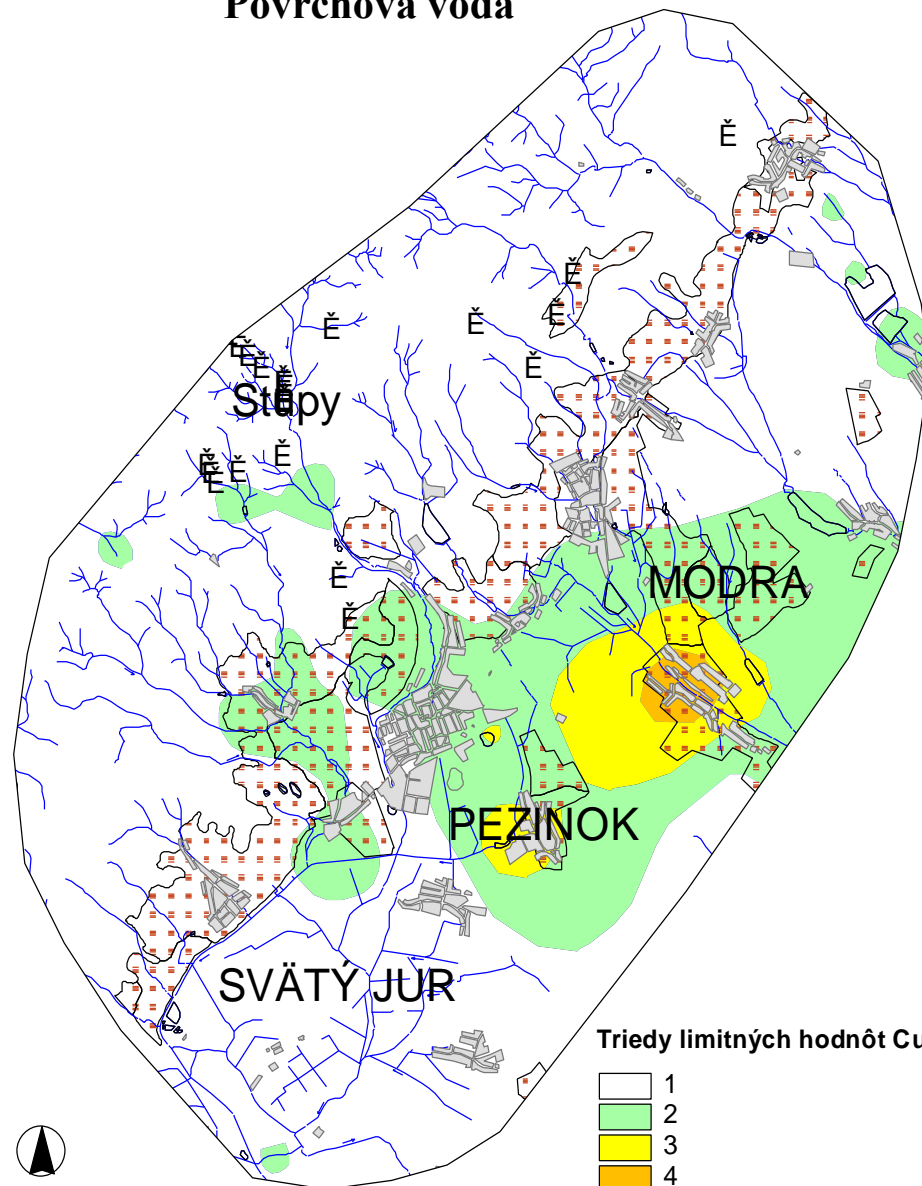 Povrchová voda
Ě
Ě
Ě
Ě
Ě
Ě
Ě
Ě
Ě
Stupy
Ě
Ě
Ě
Ě
Ě
MODRA
Ě
Ě
PEZINOK
SVÄTÝ JUR
Triedy limitných hodnôt Cu
1
2
3
4